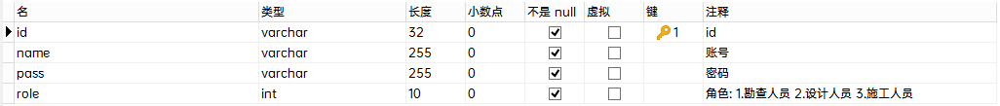 名 类型 长度 小数点 不是 null 虚拟 键 注释
id varchar 32 0 1 id
name varchar 255 0 账号
pass varchar 255 0 密码
role int 10 0 角色: 1.勘查人员 2.设计人员 3.施工人员